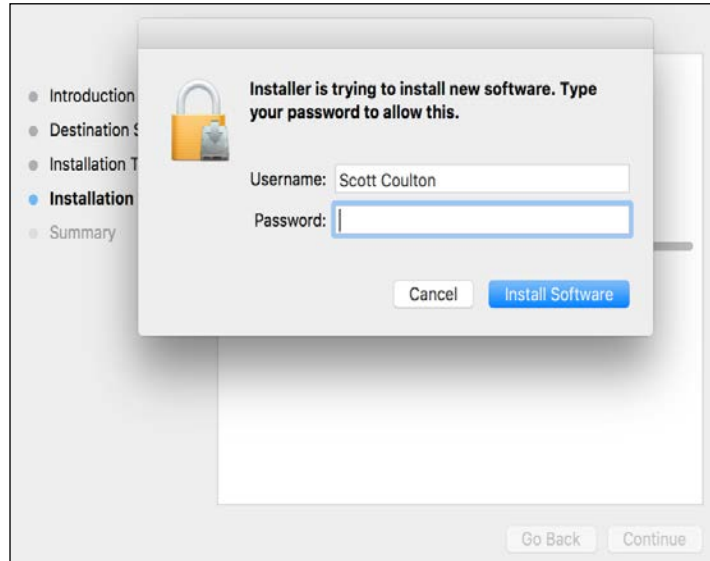 Installer is trying to install new software. Type
your password to allow this.
Introduction
Destination S
Installation T
Installation
Summary
Username: Scott Coulton
Password:
Cancel Install Software
Go Back Continue